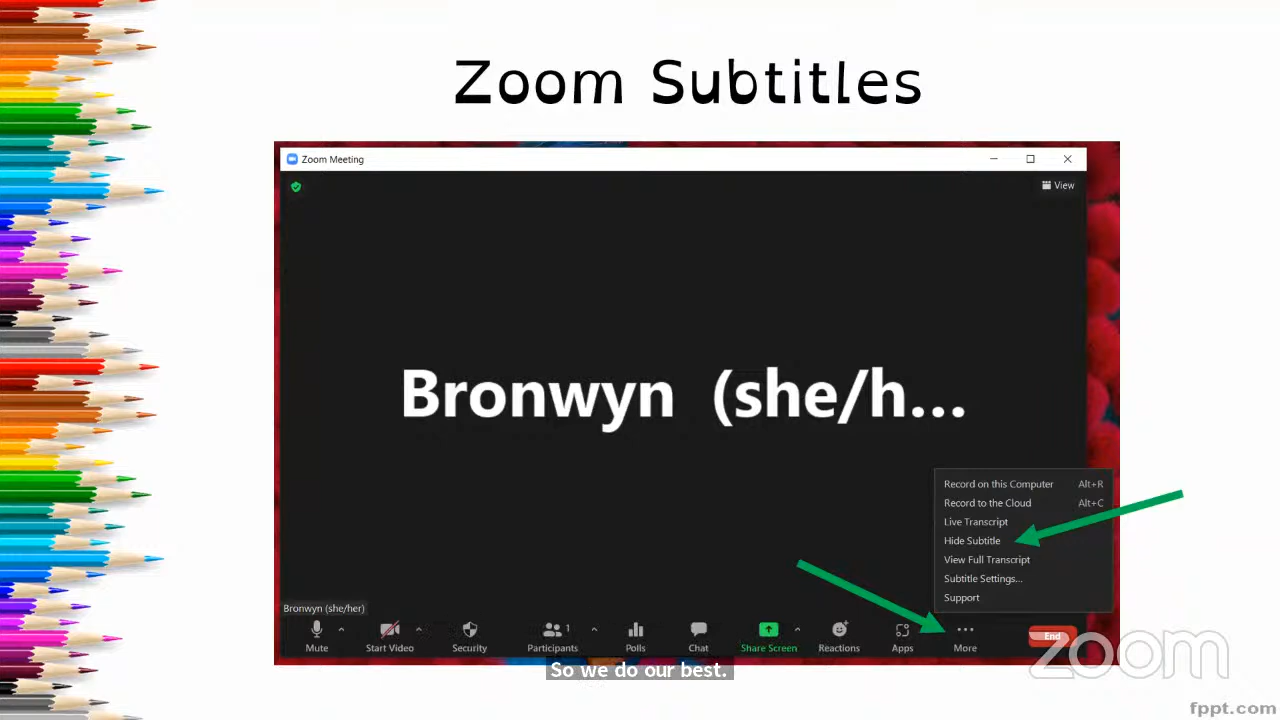 Zoom Subtitles
Zoom Meeting
View
Bronwyn (she/h...
Record on this Computer Alt+R
Record to the Cloud Alt+C
Live Transcript
Hide Subtitle
View Full Transcript
Subtitle Settings...
Support
Bronwyn (she/her)
1
Mute Start Video Security Participants Polls Chat Share Screen Reactions Apps More End
zoom
So we do our best.
fppt.com